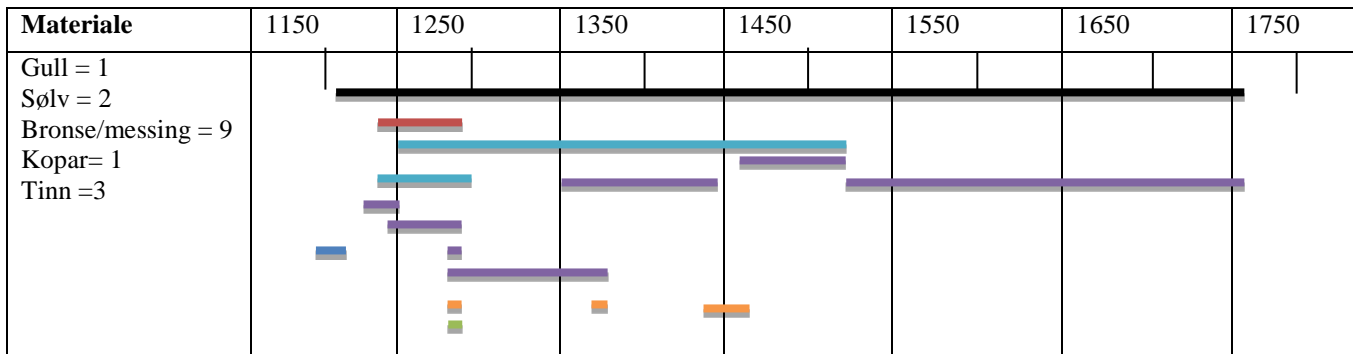 Materiale 1150 1250 1350 1450 1550 1650 1750
Gull = 1
Sølv = 2
Bronse/messing = 9
Kopar= 1
Tinn =3